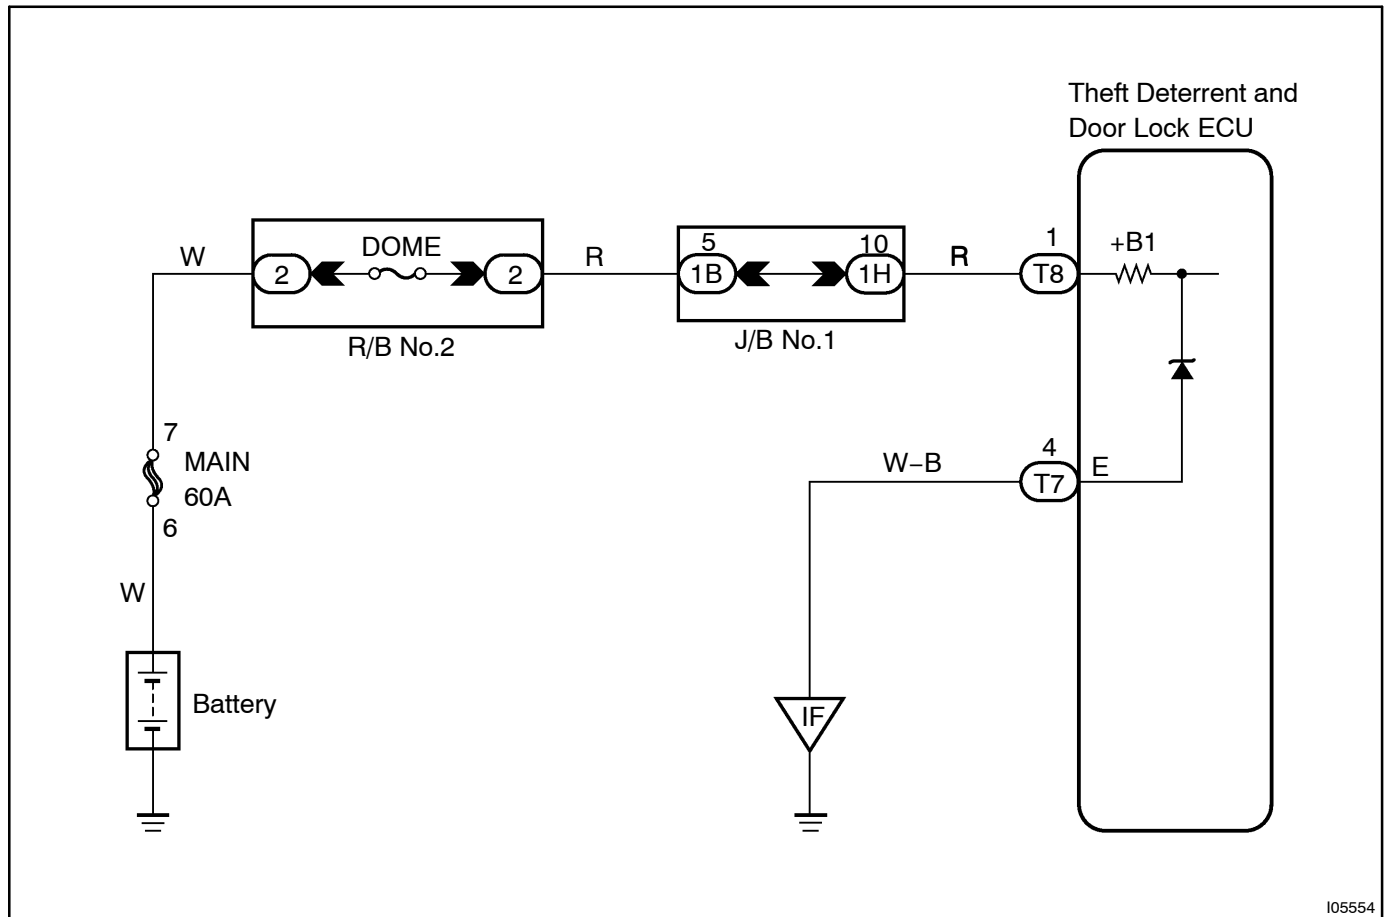 Theft Deterrent and
Door Lock ECU
W
2
DOME
2
R
5
1B
10
1H
R
1
T8
+B1
R/B No.2
J/B No.1
7
MAIN
60A
6
W−B
4
T7
E
W
Battery
IF
I05554